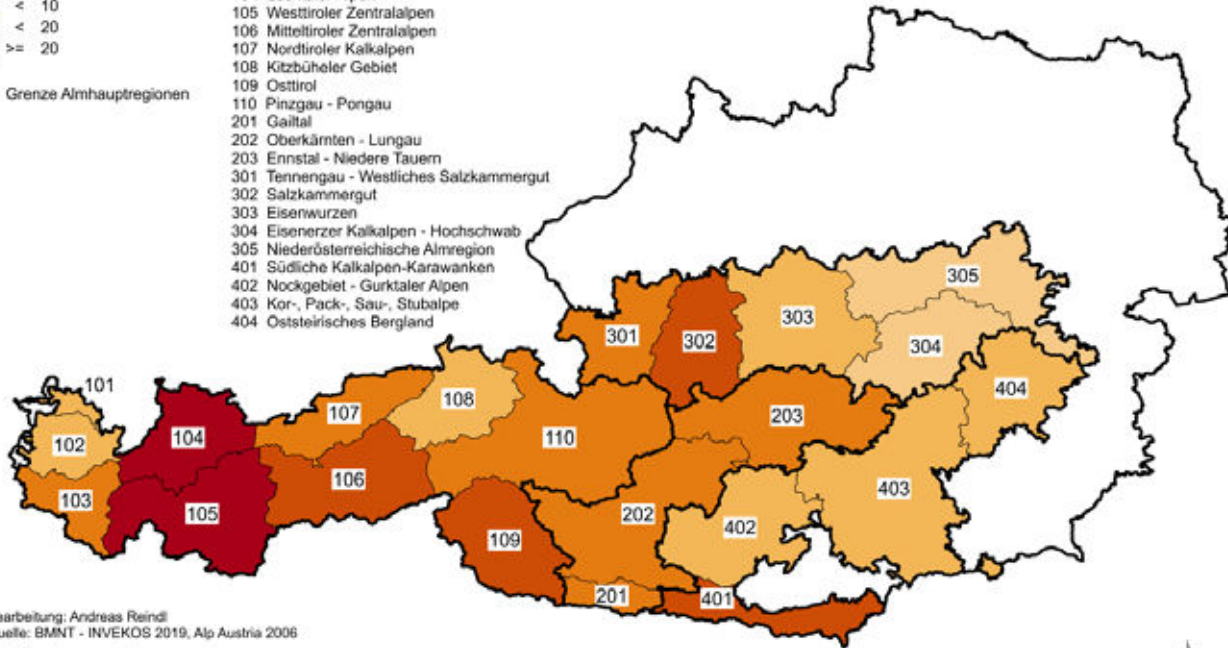 < 10
< 20
>= 20
Grenze Almhauptregionen
105 Westtiroler Zentralalpen
106 Mitteltiroler Zentralalpen
107 Nordtiroler Kalkalpen
108 Kitzbüheler Gebiet
109 Osttirol
110 Pinzgau - Pongau
201 Gailtal
202 Oberkärnten - Lungau
203 Ennstal - Niedere Tauern
301 Tennengau - Westliches Salzkammergut
302 Salzkammergut
303 Eisenwurzen
304 Eisenerzer Kalkalpen - Hochschwab
305 Niederösterreichische Almregion
401 Südliche Kalkalpen-Karawanken
402 Nockgebiet - Gurktaler Alpen
403 Kor-, Pack-, Sau-, Stubalpe
404 Oststeirisches Bergland
305
303
301
302
304
101
404
108
107
203
104
110
102
106
403
103
105
202
402
109
201
401
earbeitung: Andreas Reindl
uelle: BMNT - INVEKOS 2019, Alp Austria 2006